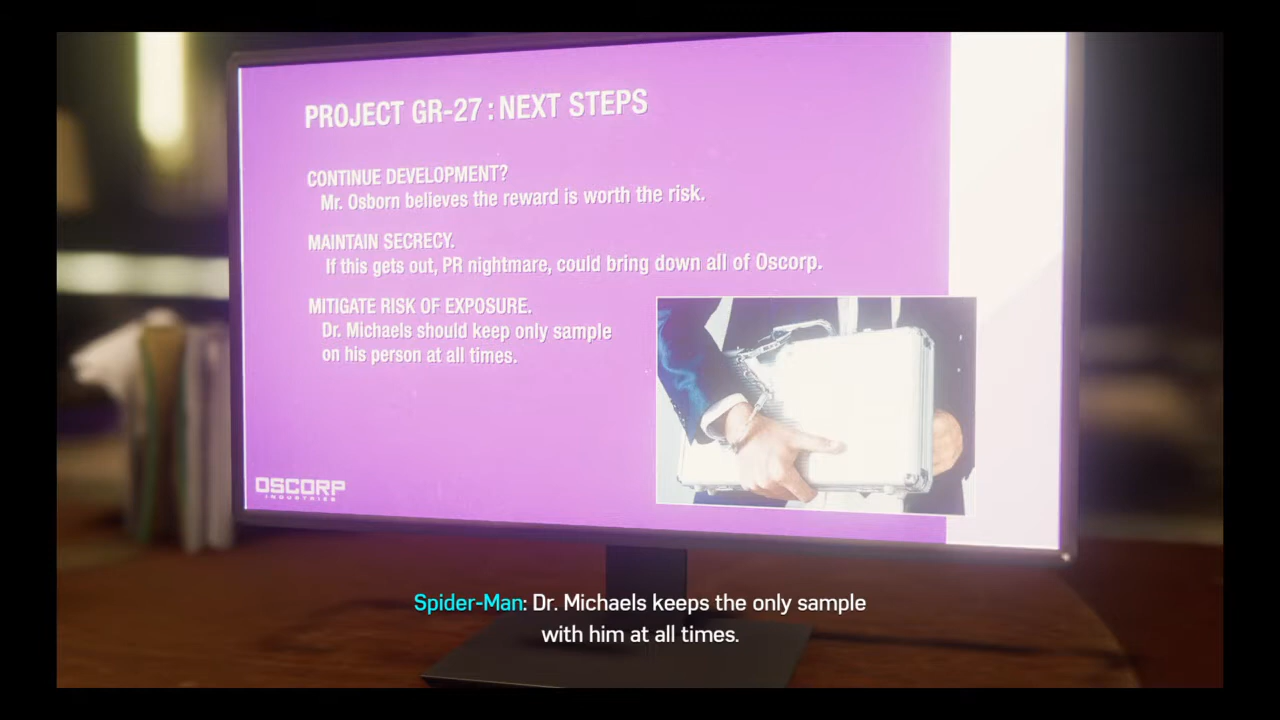 PROJECT GR-27 : NEXT STEPS
CONTINUE DEVELOPMENT?
Mr. Osborn believes the reward is worth the risk.
MAINTAIN SECRECY.
If this gets out, PR nightmare, could bring down all of Oscorp.
MITIGATE RISK OF EXPOSURE.
Dr. Michaels should keep only sample
on his person at all times.
OSCORP
INDUSTRIES
Spider-Man: Dr. Michaels keeps the only sample
with him at all times.